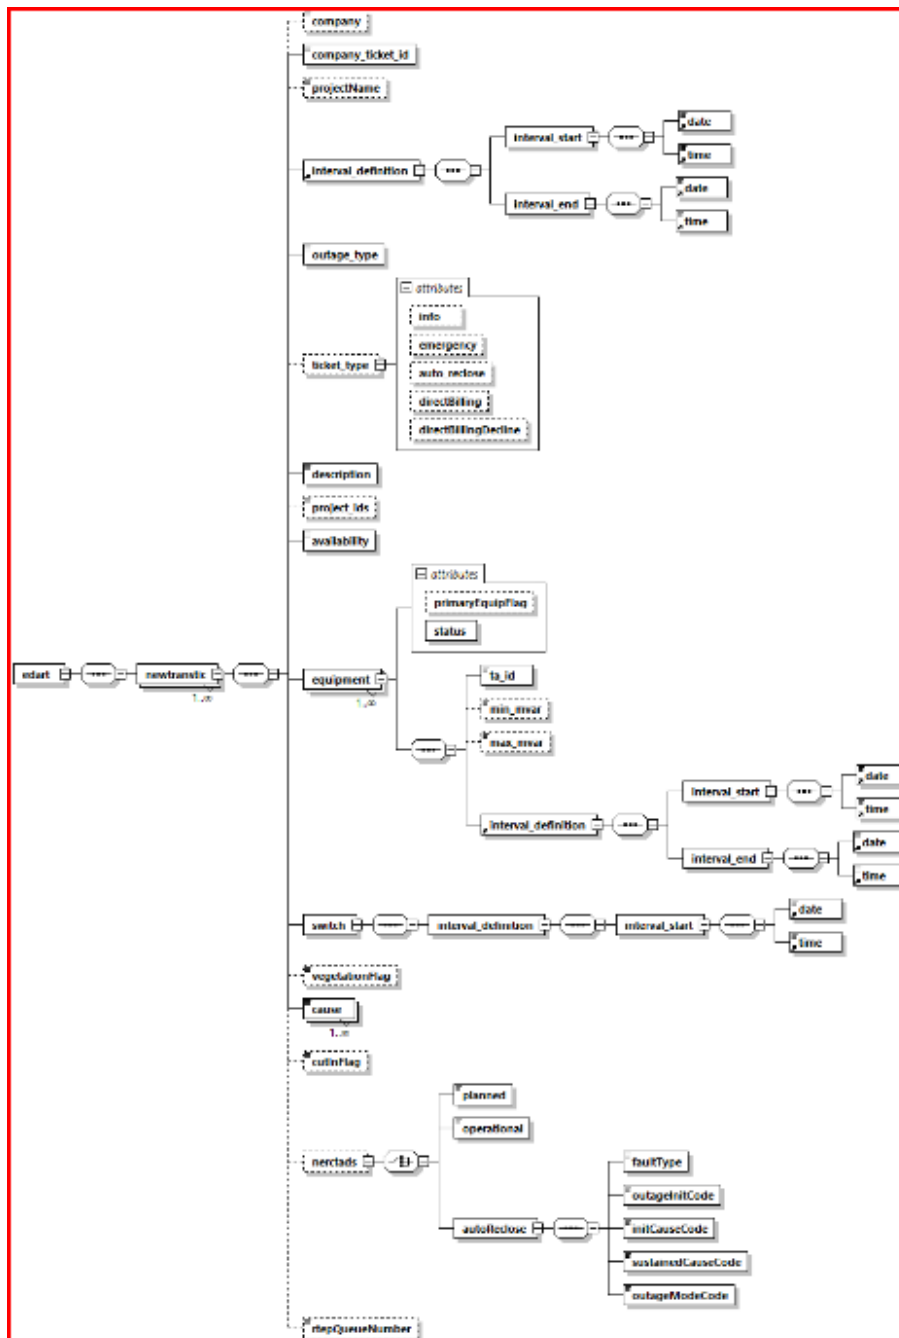 company
company_ticket_id
projectName
date
interval_start
time
interval_definition
date
interval_end
time
outage_type
attributes
info
emergency
ticket_type
auto_reclose
directBilling
directBillingDecline
description
project_ids
availability
attributes
primaryEquipFlag
status
edart
newtranstic
1..∞
equipment
1..∞
ta_id
min_mvar
max_mvar
date
interval_start
time
interval_definition
date
interval_end
time
switch
interval_definition
interval_start
date
time
vegetationFlag
cause
1..∞
cutInFlag
planned
operational
nerctads
faultType
outageInitCode
autoReclose
initCauseCode
sustainedCauseCode
outageModeCode
rtepQueueNumber